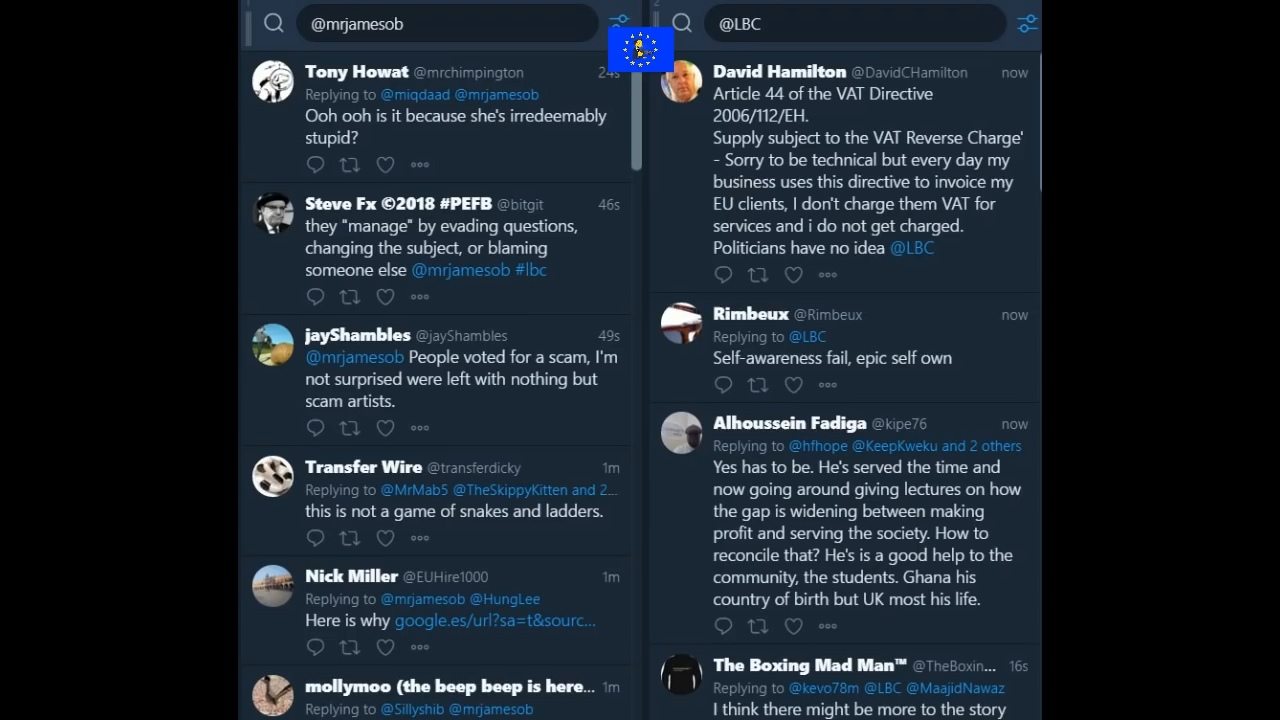 @mrjamesob
Tony Howat @mrchimpington 24s
Replying to @miqdaad @mrjamesob
Ooh ooh is it because she's irredeemably
stupid?
Steve Fx ©2018 #PEFB @bitgit 46s
they "manage" by evading questions,
changing the subject, or blaming
someone else @mrjamesob #lbc
jayShambles @jayShambles 49s
@mrjamesob People voted for a scam, I'm
not surprised were left with nothing but
scam artists.
Transfer Wire @transferdicky 1m
Replying to @MrMab5 @TheSkippyKitten and 2...
this is not a game of snakes and ladders.
Nick Miller @EUHire1000 1m
Replying to @mrjamesob @HungLee
Here is why google.es/url?sa=t&sourc...
mollymoo (the beep beep is here... 1m
Replying to @Sillyshib @mrjamesob
2
@LBC
David Hamilton @DavidCHamilton now
Article 44 of the VAT Directive
2006/112/EH.
Supply subject to the VAT Reverse Charge'
- Sorry to be technical but every day my
business uses this directive to invoice my
EU clients, I don't charge them VAT for
services and i do not get charged.
Politicians have no idea @LBC
Rimbeux @Rimbeux now
Replying to @LBC
Self-awareness fail, epic self own
Alhoussein Fadiga @kipe76 now
Replying to @hfhope @KeepKweku and 2 others
Yes has to be. He's served the time and
now going around giving lectures on how
the gap is widening between making
profit and serving the society. How to
reconcile that? He's is a good help to the
community, the students. Ghana his
country of birth but UK most his life.
The Boxing Mad Man™ @TheBoxin... 16s
Replying to @kevo78m @LBC @MaajidNawaz
I think there might be more to the story